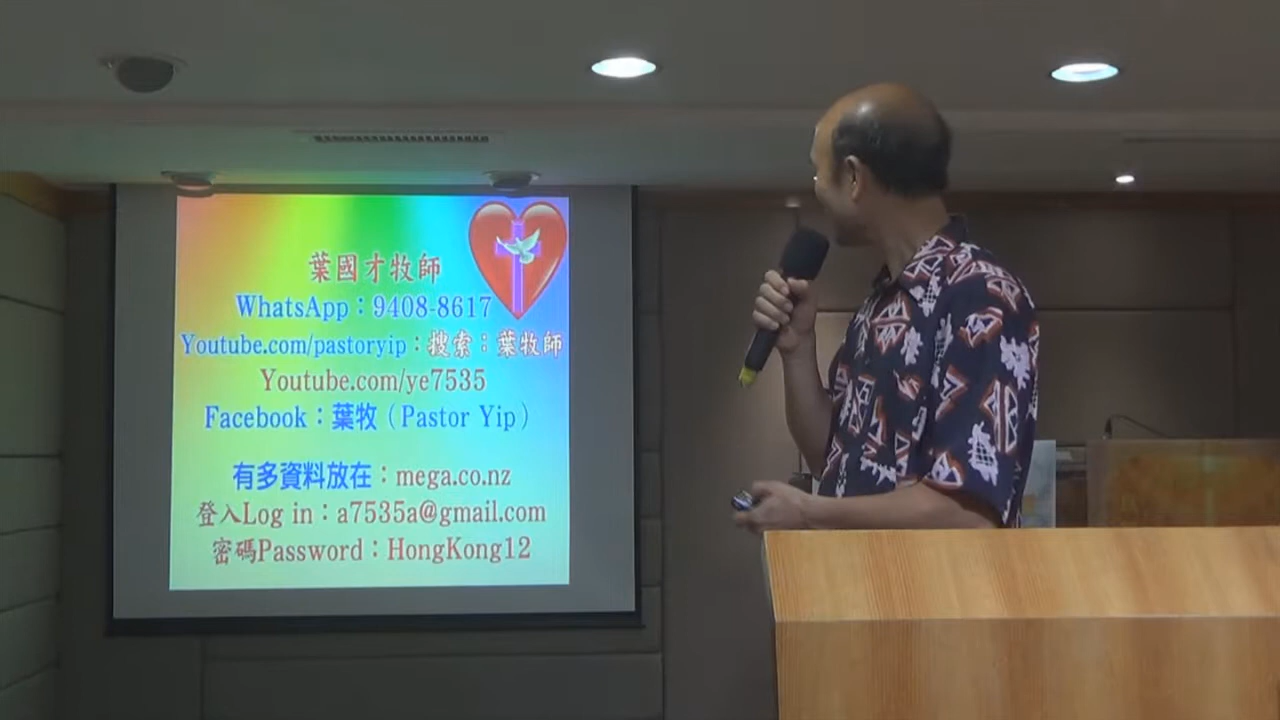 葉國才牧師
WhatsApp：9408-8617
Youtube.com/pastoryip：搜索：葉牧師
Youtube.com/ye7535
Facebook：葉牧（Pastor Yip）
有多資料放在：mega.co.nz
登入Log in：a7535a@gmail.com
密碼Password：HongKong12